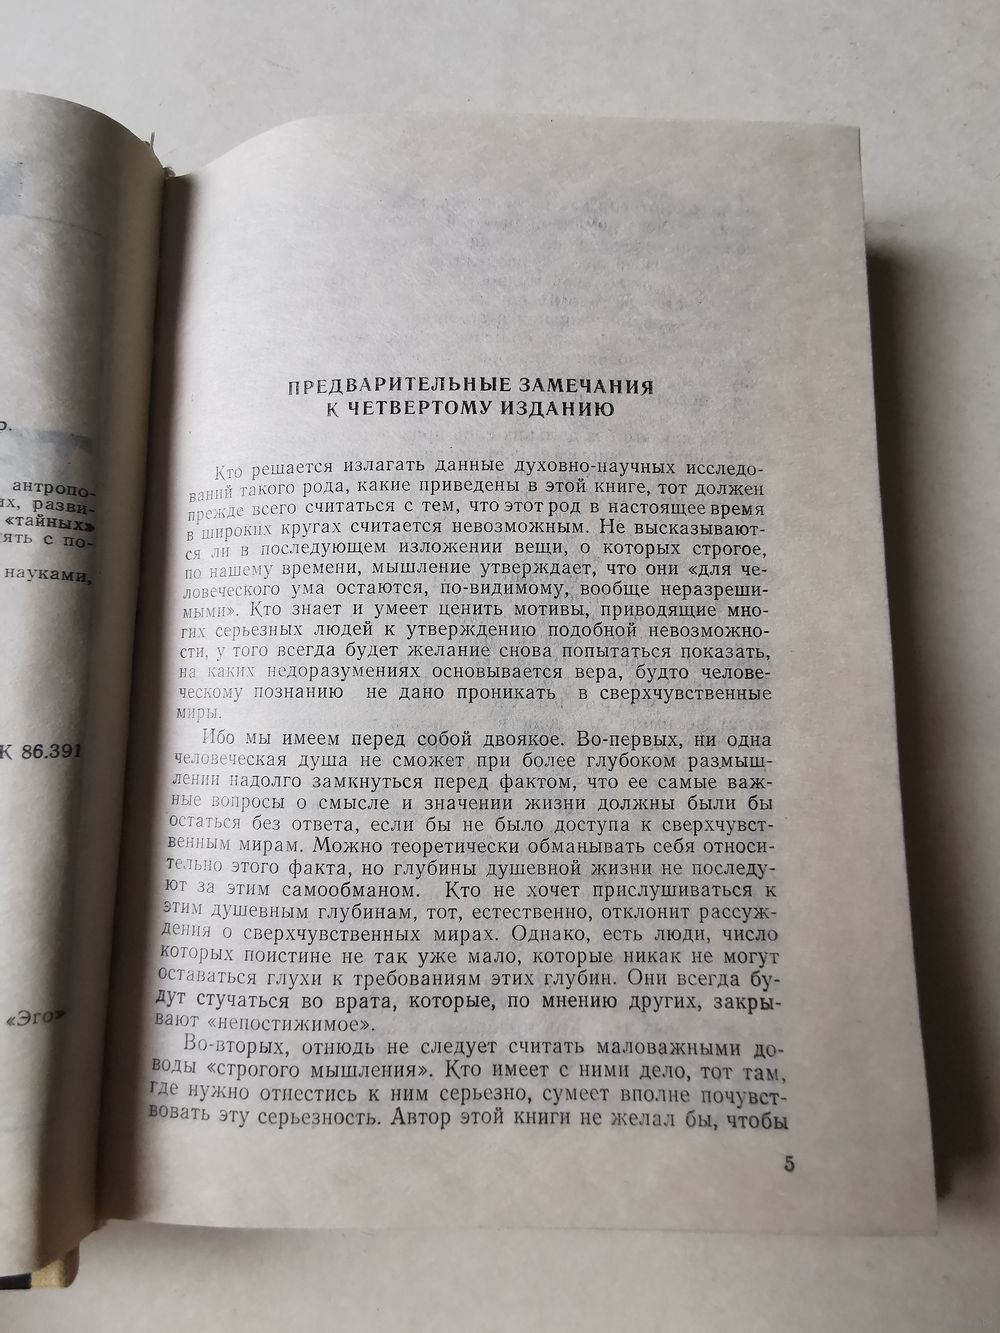 р.
антропо-
их, разви-
«тайных»
ять с по-
науками,
К 86.391
«Эго»
ПРЕДВАРИТЕЛЬНЫЕ ЗАМЕЧАНИЯ
К ЧЕТВЕРТОМУ ИЗДАНИЮ
Кто решается излагать данные духовно-научных исследо-
ваний такого рода, какие приведены в этой книге, тот должен
прежде всего считаться с тем, что этот род в настоящее время
в широких кругах считается невозможным. Не высказывают-
ся ли в последующем изложении вещи, о которых строгое,
по нашему времени, мышление утверждает, что они «для че-
ловеческого ума остаются, по-видимому, вообще неразреши-
мыми». Кто знает и умеет ценить мотивы, приводящие мно-
гих серьезных людей к утверждению подобной невозможно-
сти, у того всегда будет желание снова попытаться показать,
на каких недоразумениях основывается вера, будто челове-
ческому познанию не дано проникать в сверхчувственные
миры.
Ибо мы имеем перед собой двоякое. Во-первых, ни одна
человеческая душа не сможет при более глубоком размыш-
лении надолго замкнуться перед фактом, что ее самые важ-
ные вопросы о смысле и значении жизни должны были бы
остаться без ответа, если бы не было доступа к сверхчувст-
венным мирам. Можно теоретически обманывать себя относи-
тельно этого факта, но глубины душевной жизни не последу-
ют за этим самообманом. Кто не хочет прислушиваться к
этим душевным глубинам, тот, естественно, отклонит рассуж-
дения о сверхчувственных мирах. Однако, есть люди, число
которых поистине не так уже мало, которые никак не могут
оставаться глухи к требованиям этих глубин. Они всегда бу-
дут стучаться во врата, которые, по мнению других, закры-
вают «непостижимое».
Во-вторых, отнюдь не следует считать маловажными до-
воды «строгого мышления». Кто имеет с ними дело, тот там,
где нужно отнестись к ним серьезно, сумеет вполне почувст-
вовать эту серьезность. Автор этой книги не желал бы, чтобы
5